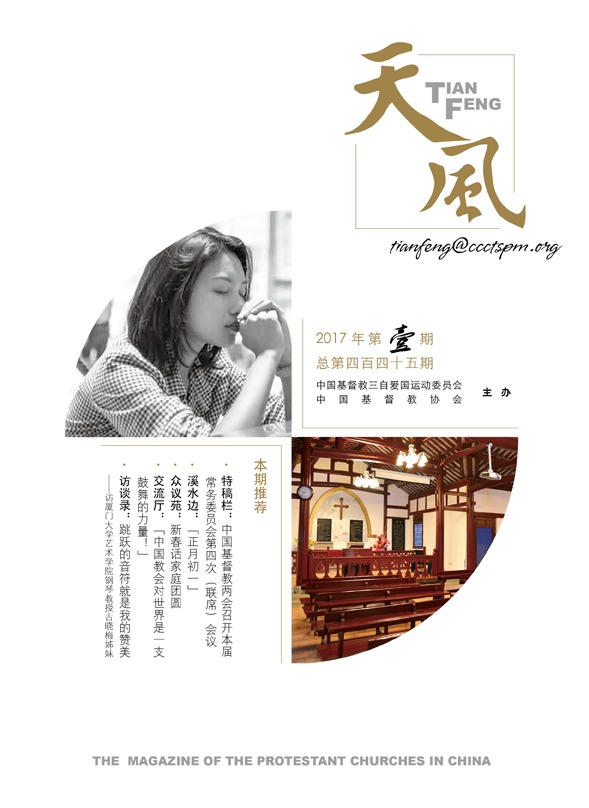 天風
TIAN
FENG
tianfeng@ccctspm.org
2017 年 第 壹 期
总第四百四十五期
中国基督教三自爱国运动委员会
中国基督教协会
主 办
本期推荐
· 特稿栏：中国基督教两会召开本届
常务委员会第四次（联席）会议
· 溪水边：「正月初一」
· 众议苑：新春话家庭团圆
· 交流厅：「中国教会对世界是一支
鼓舞的力量！」
· 访谈录：跳跃的音符就是我的赞美
——访厦门大学艺术学院钢琴教授古晓梅姊妹
THE MAGAZINE OF THE PROTESTANT CHURCHES IN CHINA